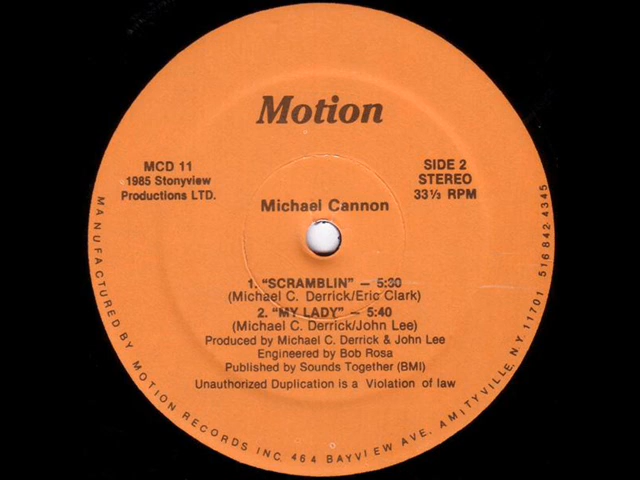 Motion
MCD 11
1985 Stonyview
Productions LTD.
SIDE 2
STEREO
33⅓ RPM
Michael Cannon
1. "SCRAMBLIN" — 5:30
(Michael C. Derrick/Eric Clark)
2. "MY LADY" — 5:40
(Michael C. Derrick/John Lee)
Produced by Michael C. Derrick & John Lee
Engineered by Bob Rosa
Published by Sounds Together (BMI)
Unauthorized Duplication is a Violation of law
MANUFACTURED BY MOTION RECORDS INC. 464 BAYVIEW AVE. AMITYVILLE, NY 11701 516 842-4345